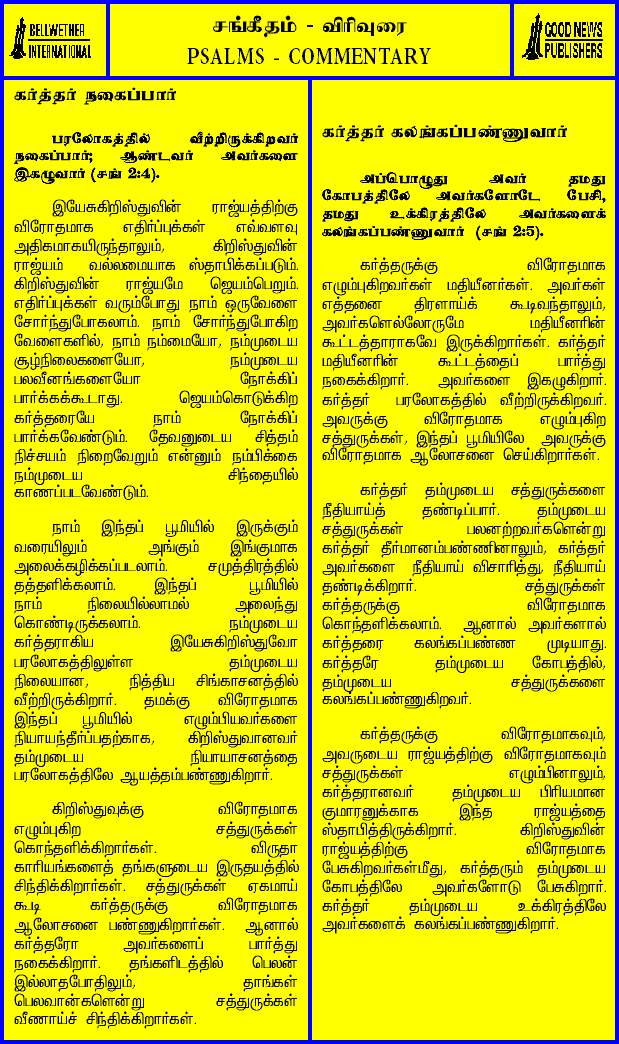 BELLWETHER
INTERNATIONAL
சங்கீதம் - விரிவுரை
PSALMS - COMMENTARY
GOOD NEWS
PUBLISHERS
கர்த்தர் நகைப்பார்
பரலோகத்தில் வீற்றிருக்கிறவர்
நகைப்பார்; ஆண்டவர் அவர்களை
இகழுவார் (சங் 2:4).
இயேசுகிறிஸ்துவின் ராஜ்யத்திற்கு
விரோதமாக எதிர்ப்புக்கள் எவ்வளவு
அதிகமாகயிருந்தாலும், கிறிஸ்துவின்
ராஜ்யம் வல்லமையாக ஸ்தாபிக்கப்படும்.
கிறிஸ்துவின் ராஜ்யமே ஜெயம்பெறும்.
எதிர்ப்புக்கள் வரும்போது நாம் ஒருவேளை
சோர்ந்துபோகலாம். நாம் சோர்ந்துபோகிற
வேளைகளில், நாம் நம்மையோ, நம்முடைய
சூழ்நிலைகளையோ, நம்முடைய
பலவீனங்களையோ நோக்கிப்
பார்க்கக்கூடாது. ஜெயம்கொடுக்கிற
கர்த்தரையே நாம் நோக்கிப்
பார்க்கவேண்டும். தேவனுடைய சித்தம்
நிச்சயம் நிறைவேறும் என்னும் நம்பிக்கை
நம்முடைய சிந்தையில்
காணப்படவேண்டும்.
நாம் இந்தப் பூமியில் இருக்கும்
வரையிலும் அங்கும் இங்குமாக
அலைக்கழிக்கப்படலாம். சமுத்திரத்தில்
தத்தளிக்கலாம். இந்தப் பூமியில்
நாம் நிலையில்லாமல் அலைந்து
கொண்டிருக்கலாம். நம்முடைய
கர்த்தராகிய இயேசுகிறிஸ்துவோ
பரலோகத்திலுள்ள தம்முடைய
நிலையான, நித்திய சிங்காசனத்தில்
வீற்றிருக்கிறார். தமக்கு விரோதமாக
இந்தப் பூமியில் எழும்பியவர்களை
நியாயந்தீர்ப்பதற்காக, கிறிஸ்துவானவர்
தம்முடைய நியாயாசனத்தை
பரலோகத்திலே ஆயத்தம்பண்ணுகிறார்.
கிறிஸ்துவுக்கு விரோதமாக
எழும்புகிற சத்துருக்கள்
கொந்தளிக்கிறார்கள். விருதா
காரியங்களைத் தங்களுடைய இருதயத்தில்
சிந்திக்கிறார்கள். சத்துருக்கள் ஏகமாய்
கூடி கர்த்தருக்கு விரோதமாக
ஆலோசனை பண்ணுகிறார்கள். ஆனால்
கர்த்தரோ அவர்களைப் பார்த்து
நகைக்கிறார். தங்களிடத்தில் பெலன்
இல்லாதபோதிலும், தாங்கள்
பெலவான்களென்று சத்துருக்கள்
வீணாய்ச் சிந்திக்கிறார்கள்.
கர்த்தர் கலங்கப்பண்ணுவார்
அப்பொழுது அவர் தமது
கோபத்திலே அவர்களோடே பேசி,
தமது உக்கிரத்திலே அவர்களைக்
கலங்கப்பண்ணுவார் (சங் 2:5).
கர்த்தருக்கு விரோதமாக
எழும்புகிறவர்கள் மதியீனர்கள். அவர்கள்
எத்தனை திரளாய்க் கூடிவந்தாலும்,
அவர்களெல்லோருமே மதியீனரின்
கூட்டத்தாராகவே இருக்கிறார்கள். கர்த்தர்
மதியீனரின் கூட்டத்தைப் பார்த்து
நகைக்கிறார். அவர்களை இகழுகிறார்.
கர்த்தர் பரலோகத்தில் வீற்றிருக்கிறவர்.
அவருக்கு விரோதமாக எழும்புகிற
சத்துருக்கள், இந்தப் பூமியிலே அவருக்கு
விரோதமாக ஆலோசனை செய்கிறார்கள்.
கர்த்தர் தம்முடைய சத்துருக்களை
நீதியாய்த் தண்டிப்பார். தம்முடைய
சத்துருக்கள் பலனற்றவர்களென்று
கர்த்தர் தீர்மானம்பண்ணினாலும், கர்த்தர்
அவர்களை நீதியாய் விசாரித்து, நீதியாய்
தண்டிக்கிறார். சத்துருக்கள்
கர்த்தருக்கு விரோதமாக
கொந்தளிக்கலாம். ஆனால் அவர்களால்
கர்த்தரை கலங்கப்பண்ண முடியாது.
கர்த்தரே தம்முடைய கோபத்தில்,
தம்முடைய சத்துருக்களை
கலங்கப்பண்ணுகிறவர்.
கர்த்தருக்கு விரோதமாகவும்,
அவருடைய ராஜ்யத்திற்கு விரோதமாகவும்
சத்துருக்கள் எழும்பினாலும்,
கர்த்தரானவர் தம்முடைய பிரியமான
குமாரனுக்காக இந்த ராஜ்யத்தை
ஸ்தாபித்திருக்கிறார். கிறிஸ்துவின்
ராஜ்யத்திற்கு விரோதமாக
பேசுகிறவர்கள்மீது, கர்த்தரும் தம்முடைய
கோபத்திலே அவர்களோடு பேசுகிறார்.
கர்த்தர் தம்முடைய உக்கிரத்திலே
அவர்களைக் கலங்கப்பண்ணுகிறார்.